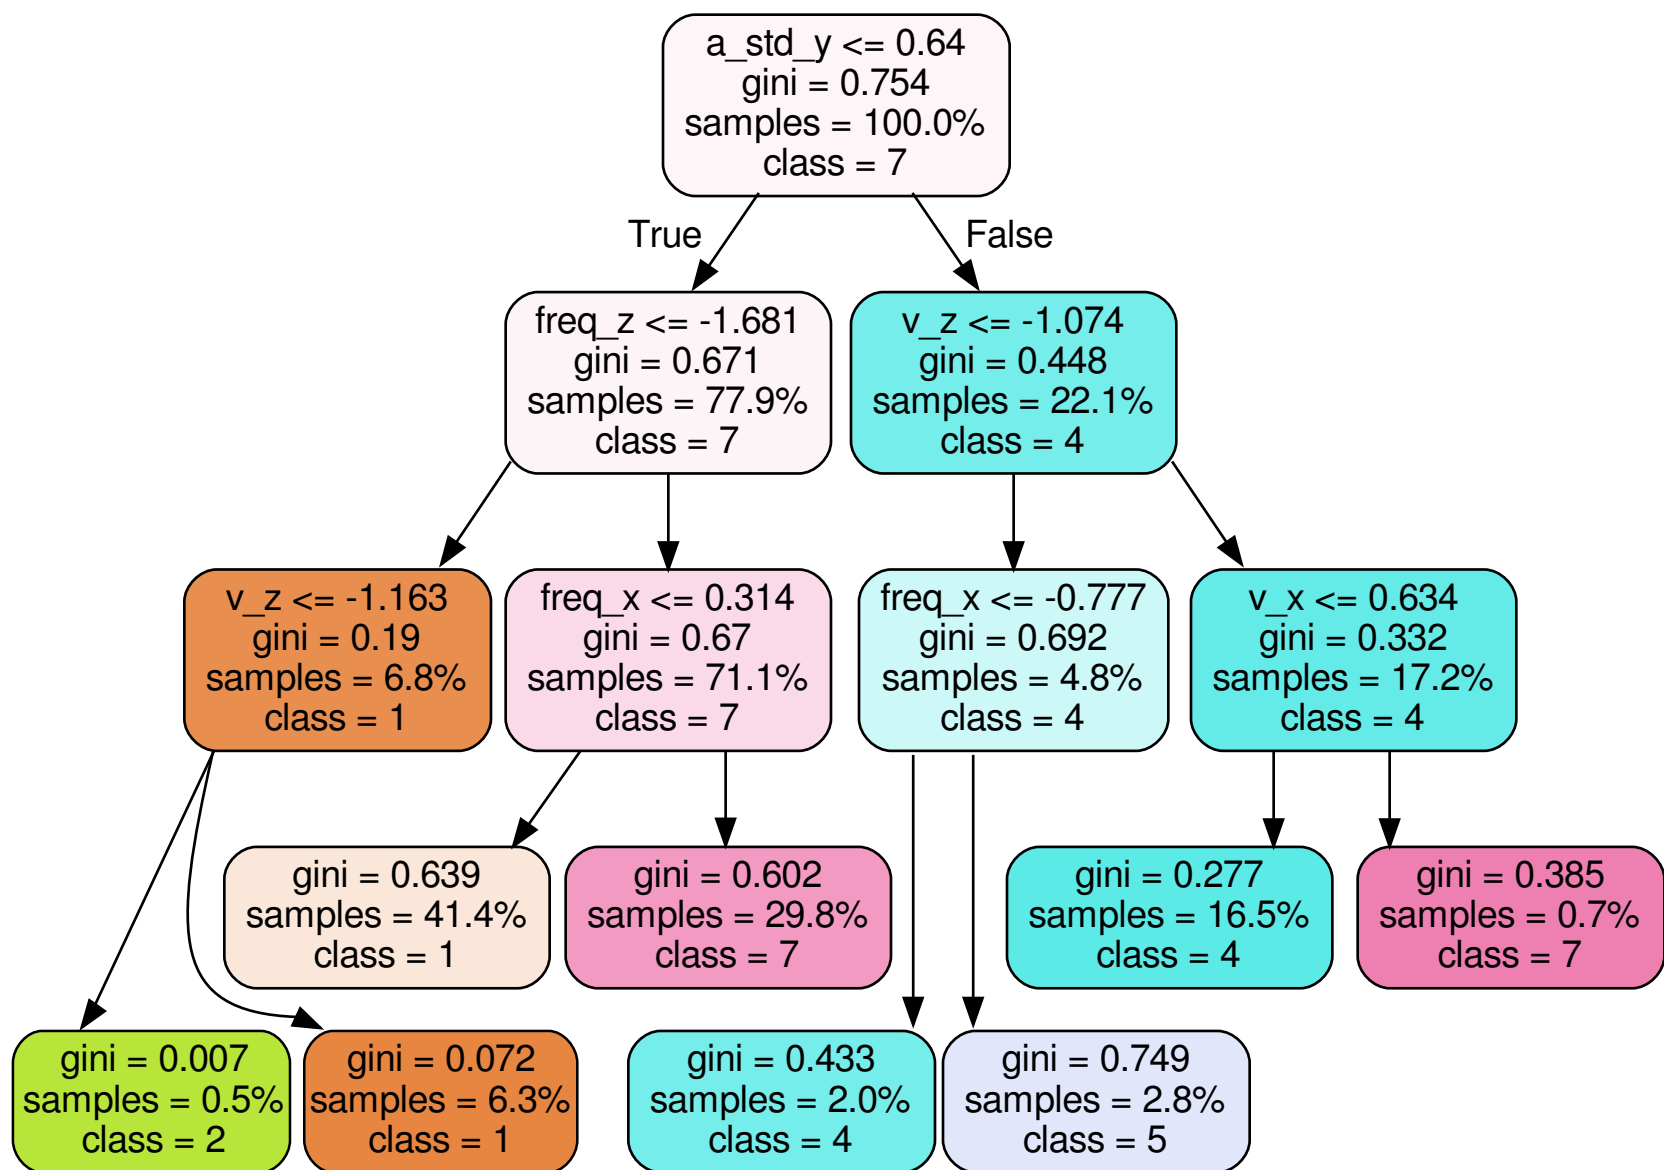 a_std_y <= 0.64
gini = 0.754
samples = 100.0%
class = 7
True
False
freq_z <= -1.681
gini = 0.671
samples = 77.9%
class = 7
v_z <= -1.074
gini = 0.448
samples = 22.1%
class = 4
v_z <= -1.163
gini = 0.19
samples = 6.8%
class = 1
freq_x <= 0.314
gini = 0.67
samples = 71.1%
class = 7
freq_x <= -0.777
gini = 0.692
samples = 4.8%
class = 4
v_x <= 0.634
gini = 0.332
samples = 17.2%
class = 4
gini = 0.639
samples = 41.4%
class = 1
gini = 0.602
samples = 29.8%
class = 7
gini = 0.277
samples = 16.5%
class = 4
gini = 0.385
samples = 0.7%
class = 7
gini = 0.007
samples = 0.5%
class = 2
gini = 0.072
samples = 6.3%
class = 1
gini = 0.433
samples = 2.0%
class = 4
gini = 0.749
samples = 2.8%
class = 5